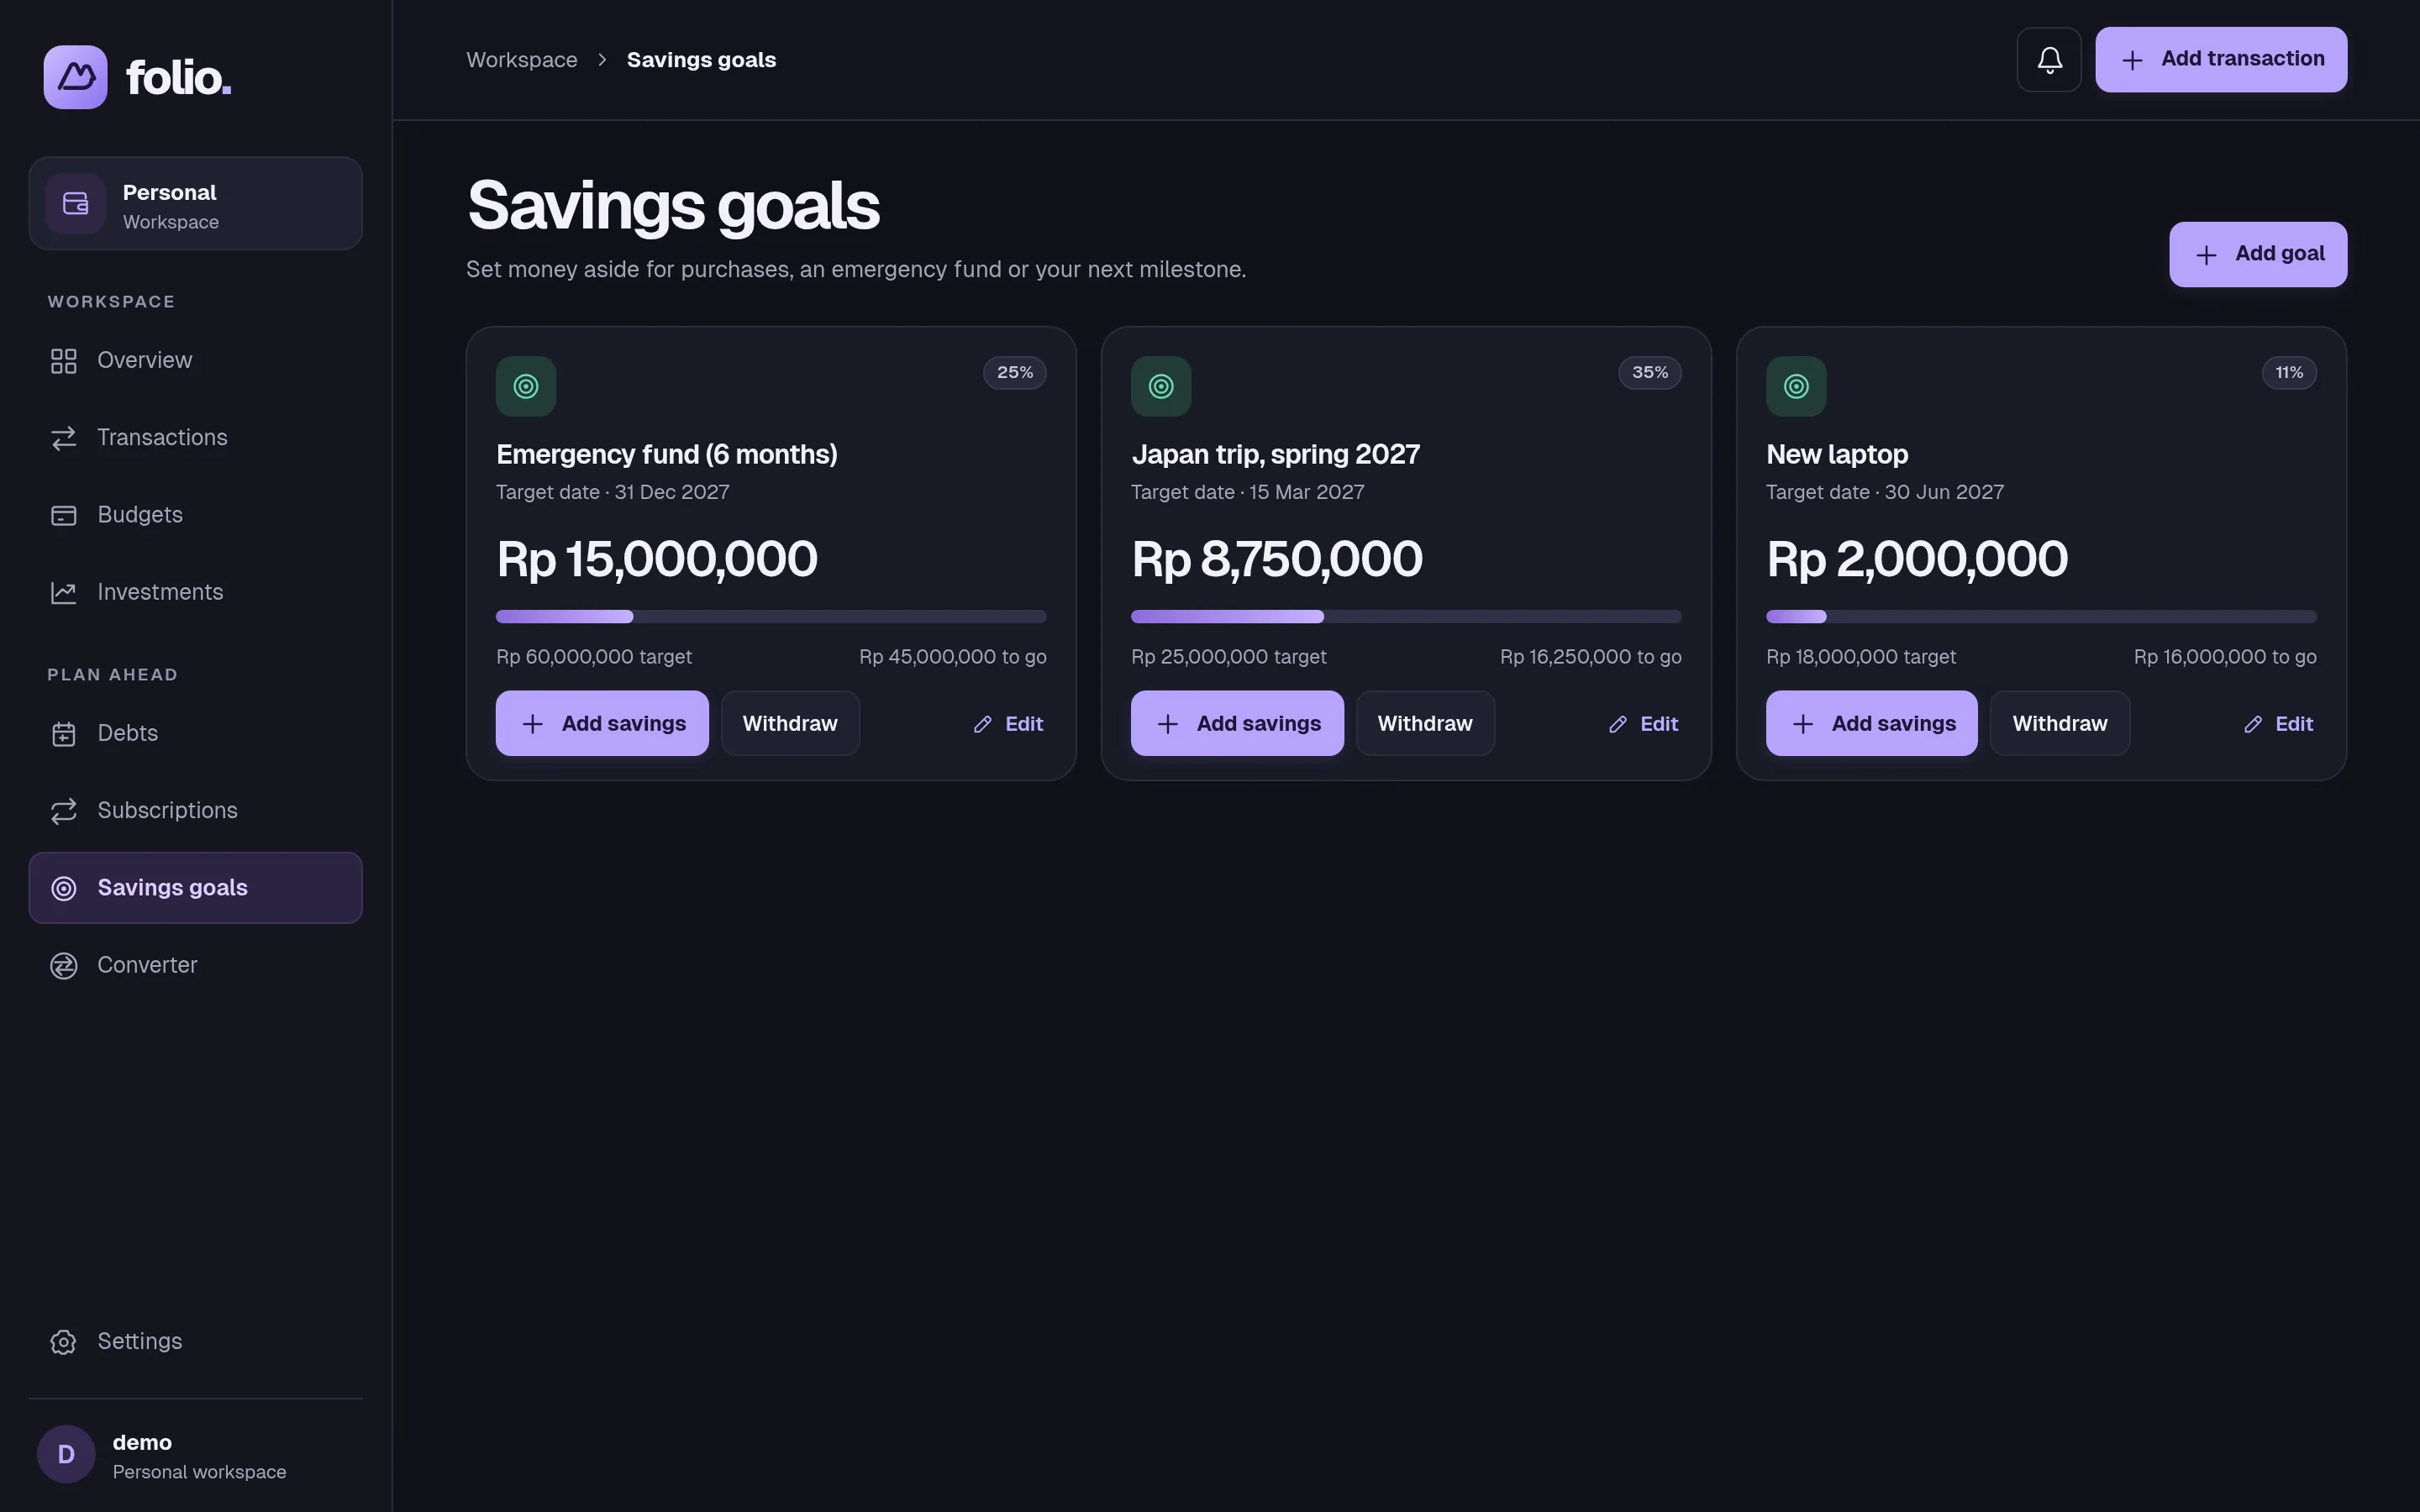 folio.
Personal
Workspace
WORKSPACE
Overview
Transactions
Budgets
Investments
PLAN AHEAD
Debts
Subscriptions
Savings goals
Converter
Settings
D
demo
Personal workspace
Workspace > Savings goals
Add transaction
Savings goals
Set money aside for purchases, an emergency fund or your next milestone.
Add goal
25%
Emergency fund (6 months)
Target date · 31 Dec 2027
Rp 15,000,000
Rp 60,000,000 target Rp 45,000,000 to go
Add savings Withdraw Edit
35%
Japan trip, spring 2027
Target date · 15 Mar 2027
Rp 8,750,000
Rp 25,000,000 target Rp 16,250,000 to go
Add savings Withdraw Edit
11%
New laptop
Target date · 30 Jun 2027
Rp 2,000,000
Rp 18,000,000 target Rp 16,000,000 to go
Add savings Withdraw Edit